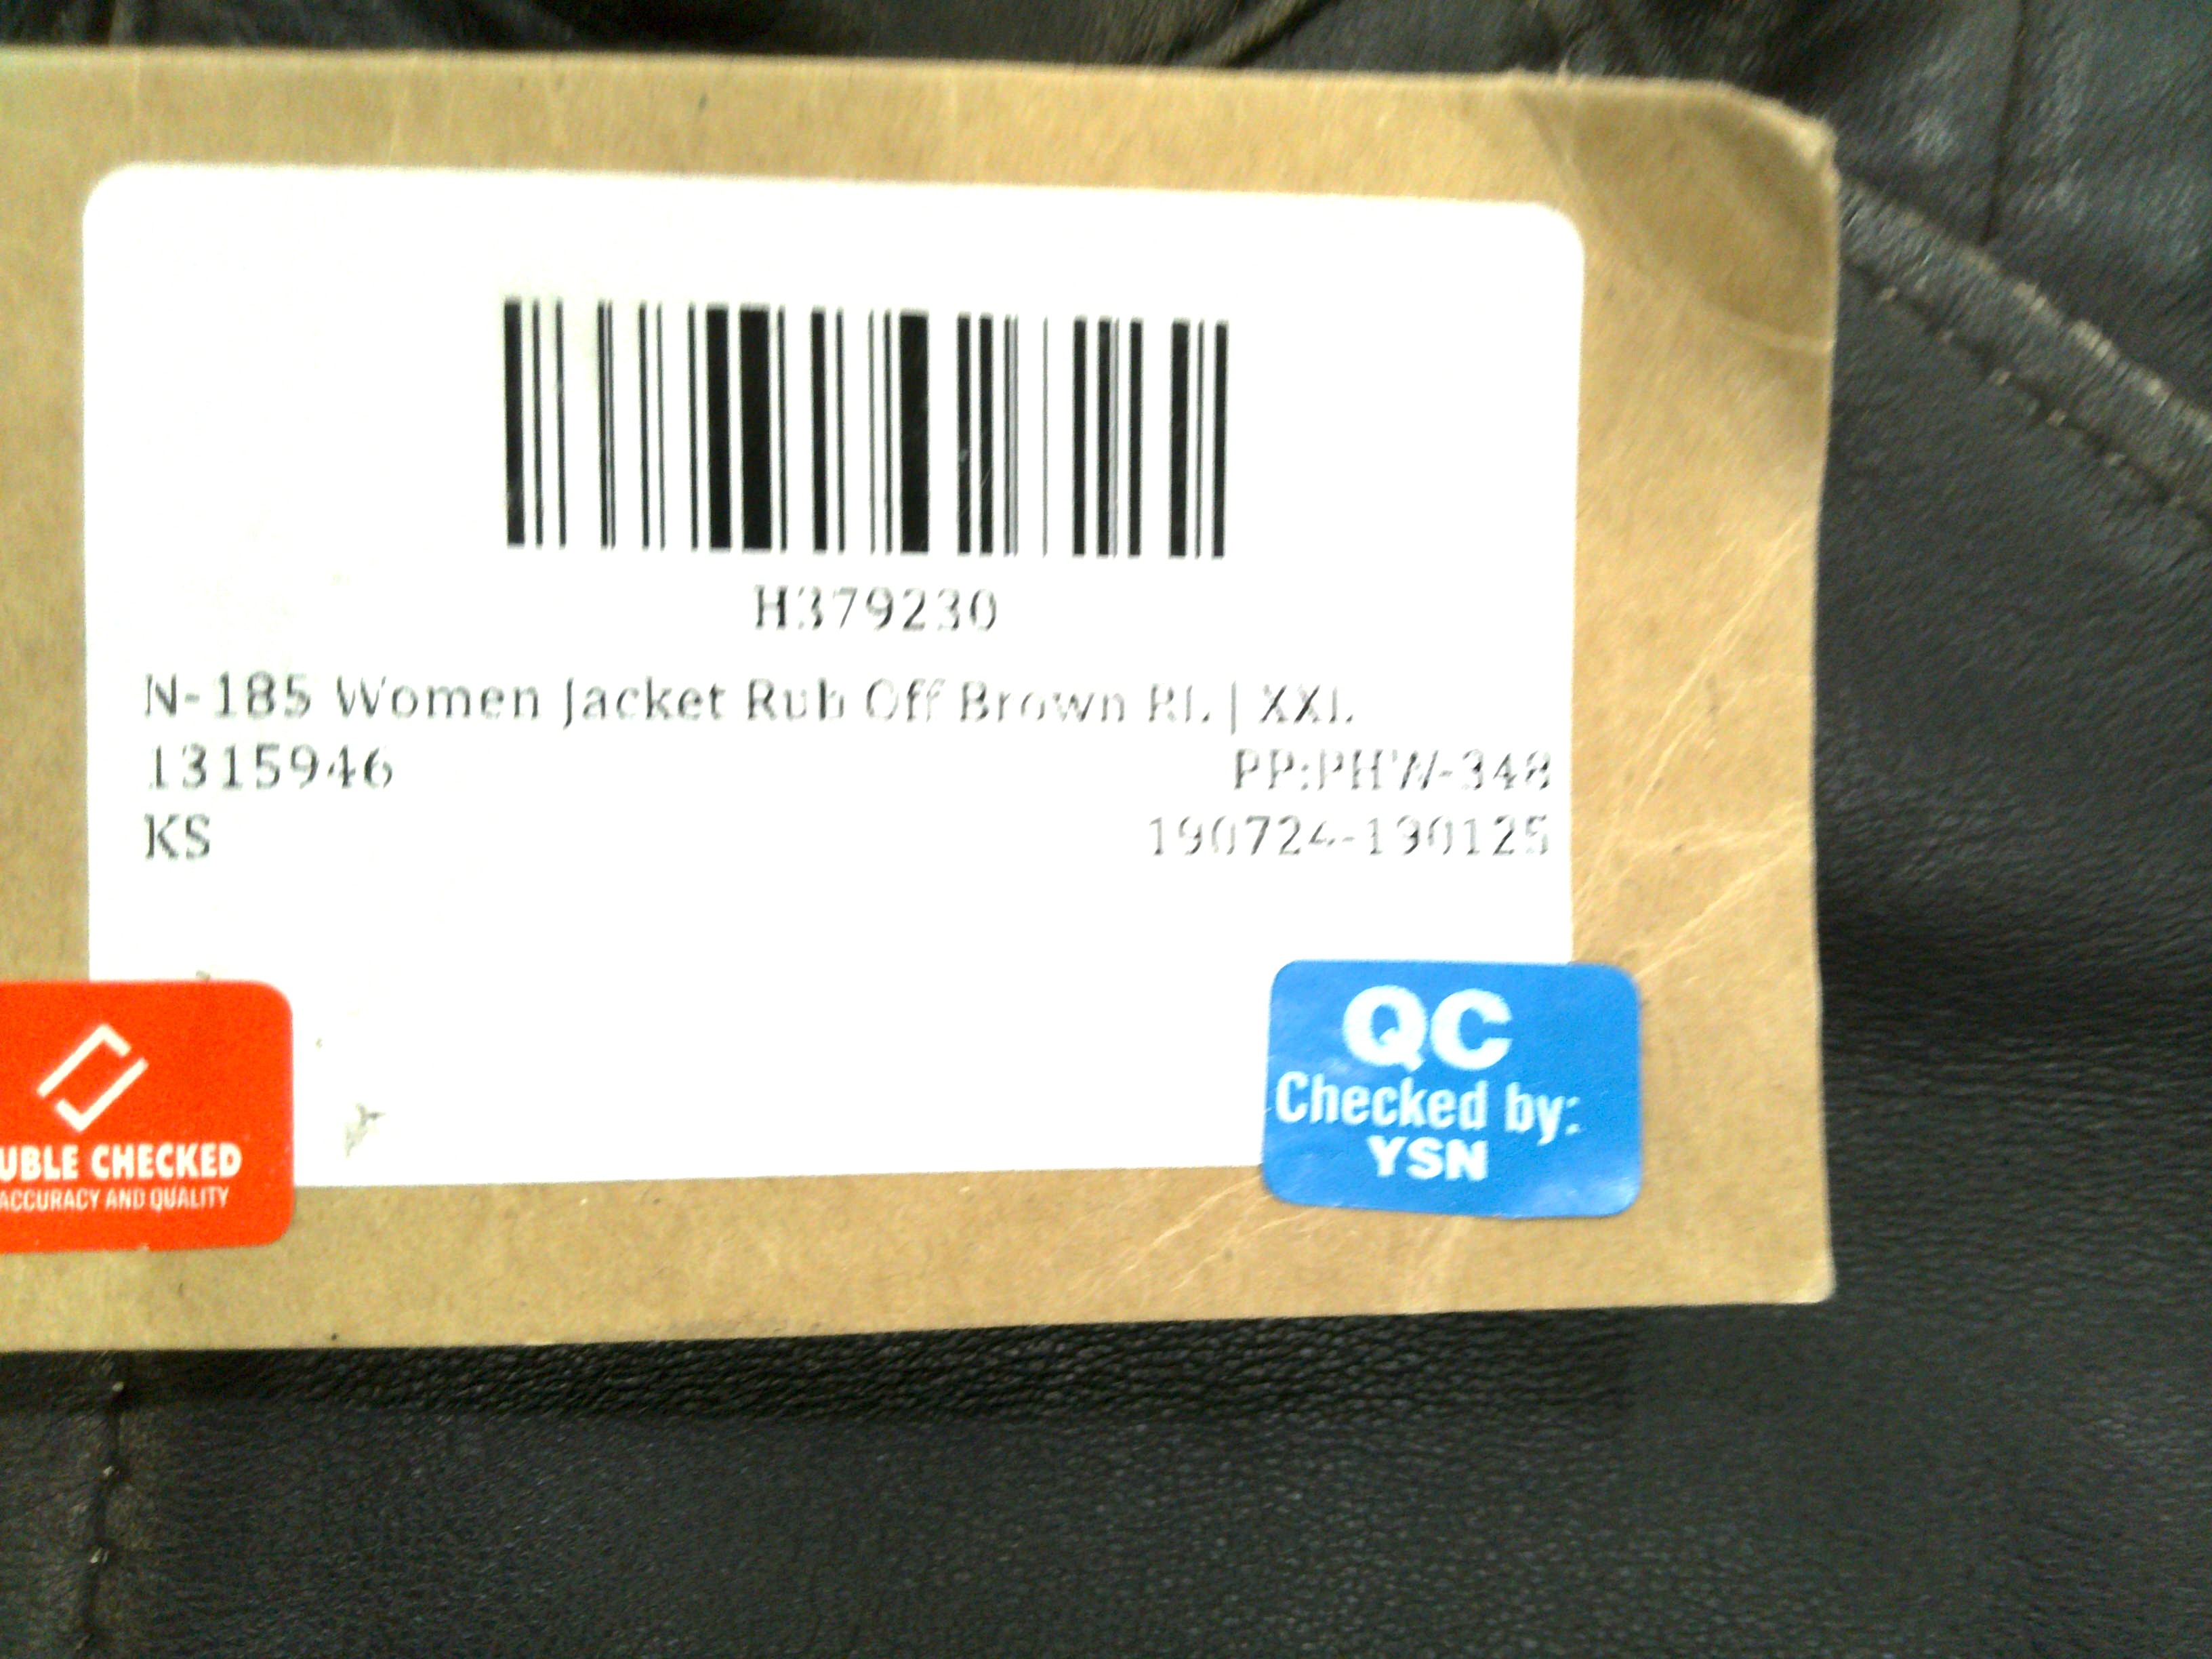 H379230
N-185 Women Jacket Rub Off Brown RL | XXL
1315946
PP:PHW-348
KS
190724-190125
UBLE CHECKED
ACCURACY AND QUALITY
QC
Checked by:
YSN